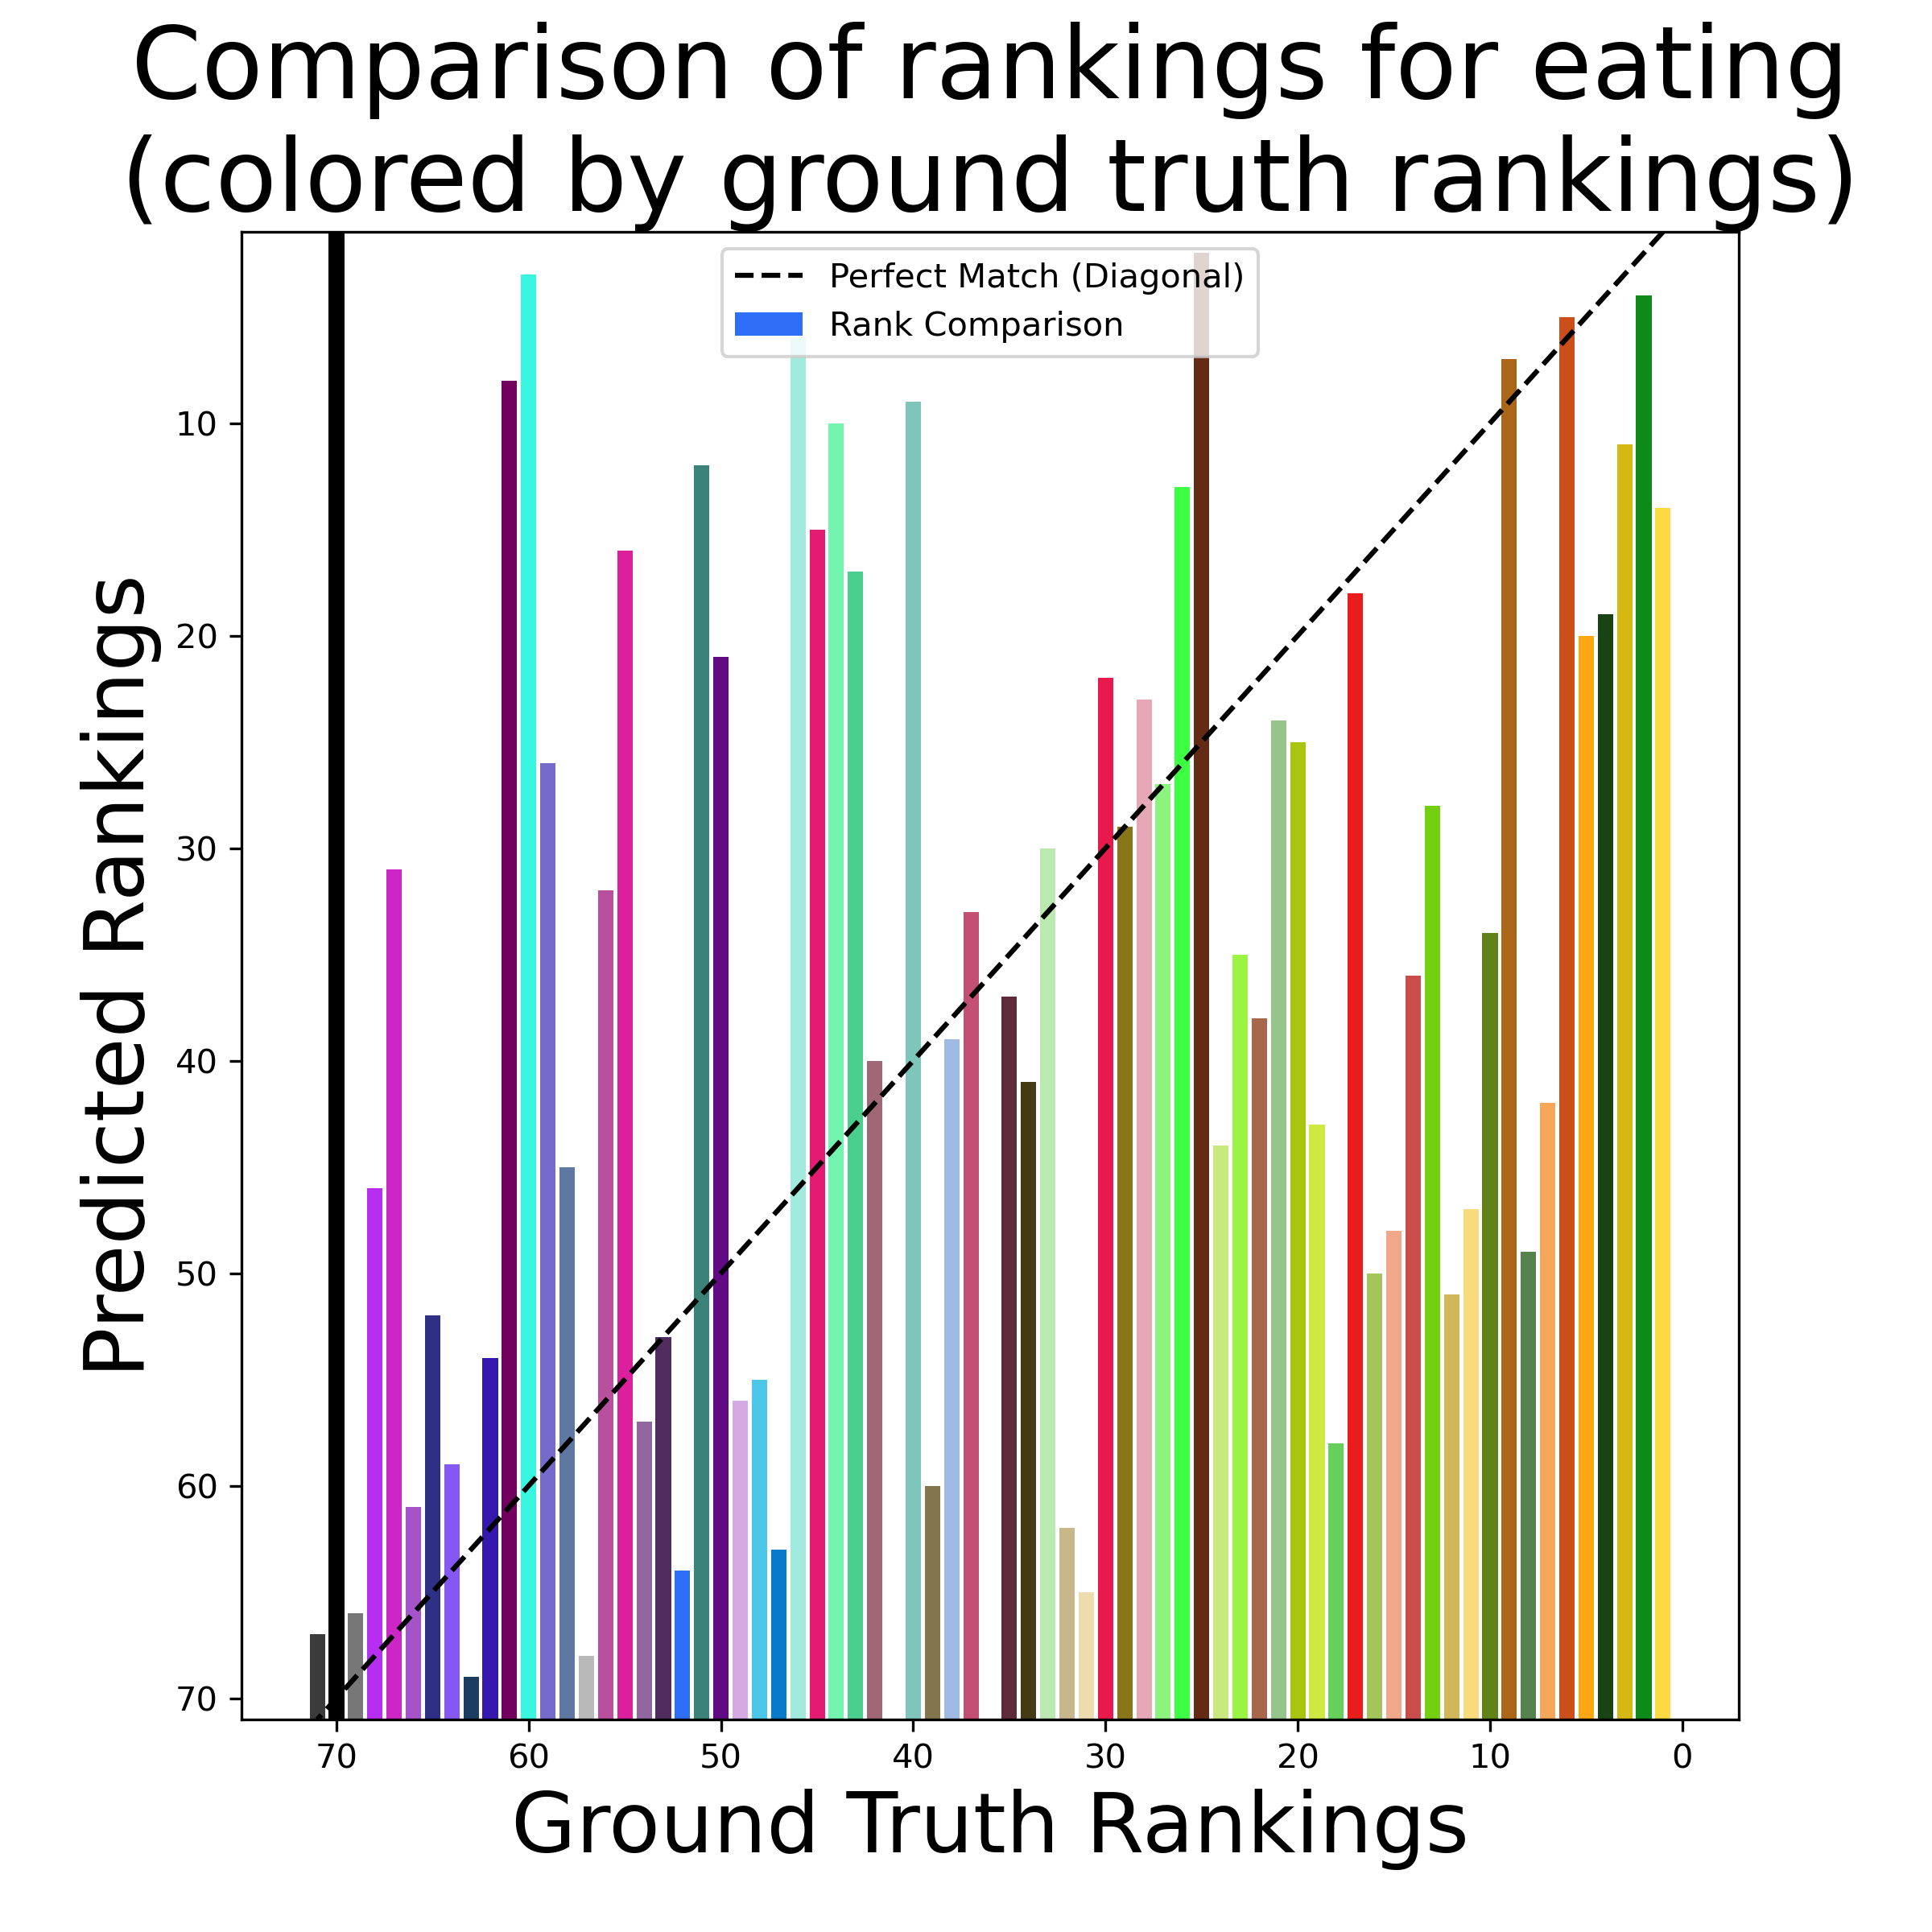 Comparison of rankings for eating
(colored by ground truth rankings)
Perfect Match (Diagonal)
Rank Comparison
Predicted Rankings
10
20
30
40
50
60
70
70 60 50 40 30 20 10 0
Ground Truth Rankings